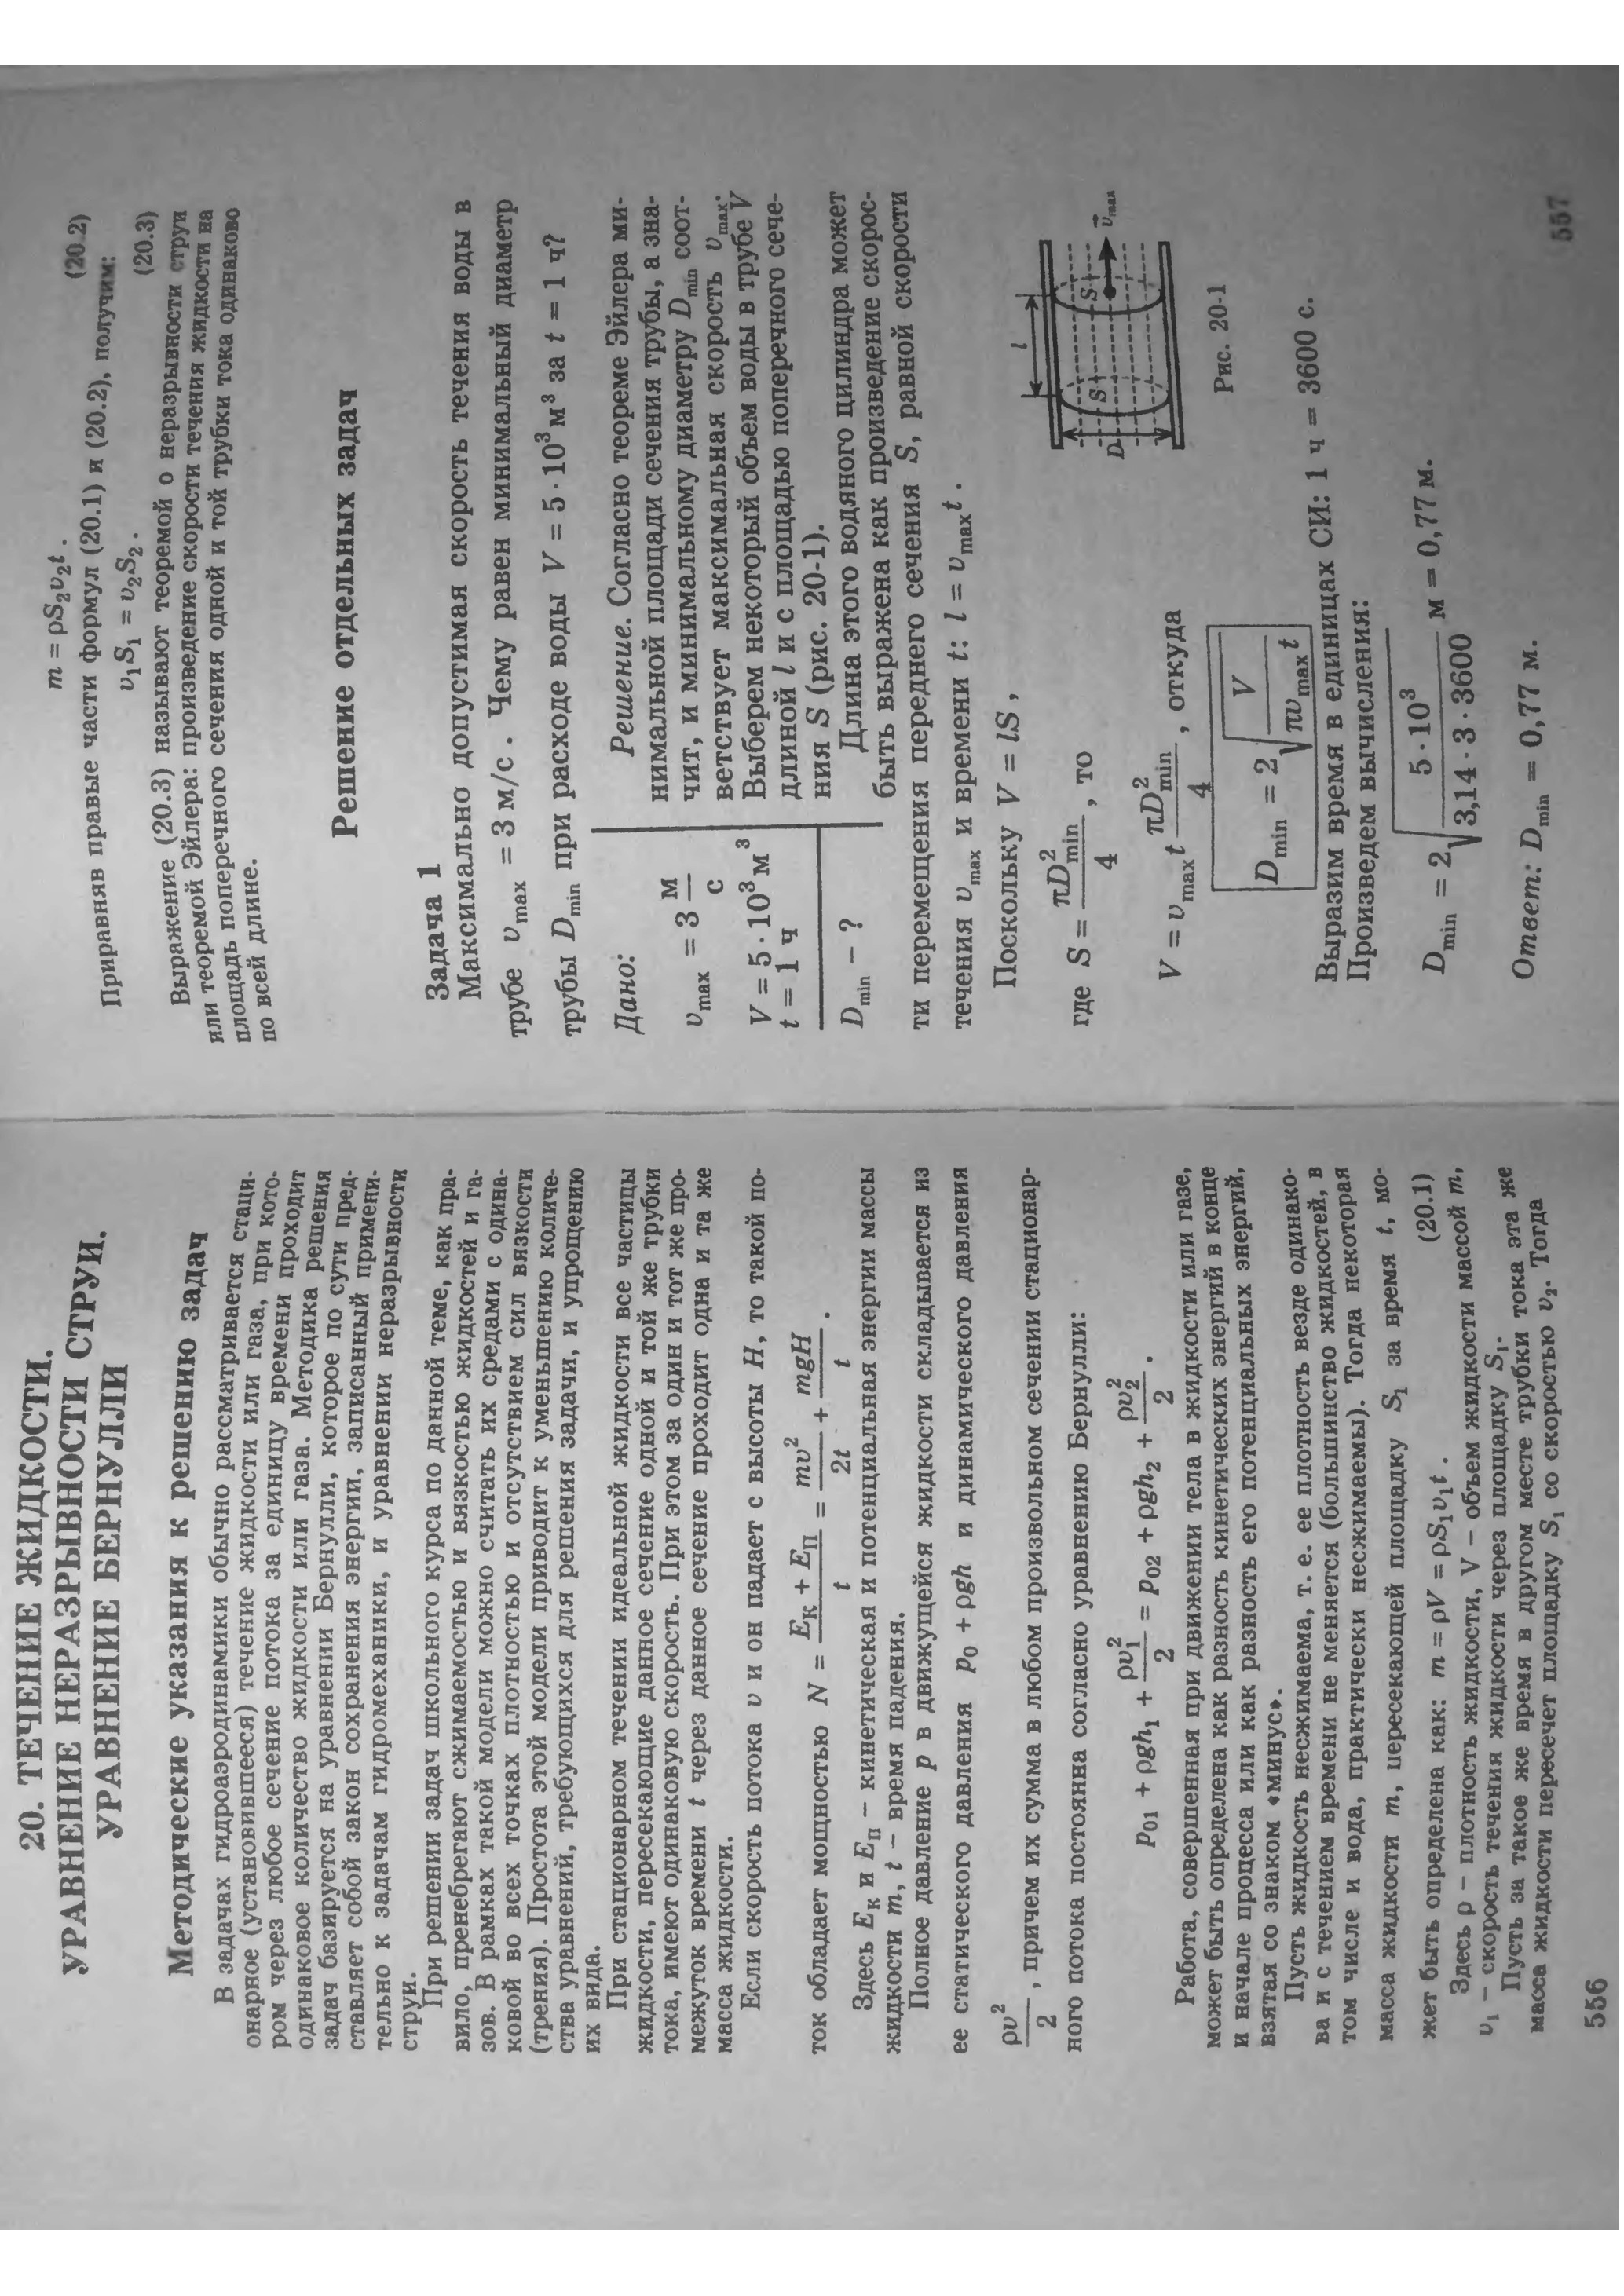 20. ТЕЧЕНИЕ ЖИДКОСТИ.
УРАВНЕНИЕ НЕРАЗРЫВНОСТИ СТРУИ.
УРАВНЕНИЕ БЕРНУЛЛИ
Методические указания к решению задач
В задачах гидроаэродинамики обычно рассматривается стаци-
онарное (установившееся) течение жидкости или газа, при кото-
ром через любое сечение потока за единицу времени проходит
одинаковое количество жидкости или газа. Методика решения
задач базируется на уравнении Бернулли, которое по сути пред-
ставляет собой закон сохранения энергии, записанный примени-
тельно к задачам гидромеханики, и уравнении неразрывности
струи.
При решении задач школьного курса по данной теме, как пра-
вило, пренебрегают сжимаемостью и вязкостью жидкостей и га-
зов. В рамках такой модели можно считать их средами с одина-
ковой во всех точках плотностью и отсутствием сил вязкости
(трения). Простота этой модели приводит к уменьшению количе-
ства уравнений, требующихся для решения задачи, и упрощению
их вида.
При стационарном течении идеальной жидкости все частицы
жидкости, пересекающие данное сечение одной и той же трубки
тока, имеют одинаковую скорость. При этом за один и тот же про-
межуток времени t через данное сечение проходит одна и та же
масса жидкости.
Если скорость потока υ и он падает с высоты H, то такой по-
ток обладает мощностью N = (Eк + Eп)/t = mυ²/2t + mgH/t .
Здесь Eк и Eп – кинетическая и потенциальная энергии массы
жидкости m, t – время падения.
Полное давление p в движущейся жидкости складывается из
ее статического давления p₀ + ρgh и динамического давления
ρυ²/2 , причем их сумма в любом произвольном сечении стационар-
ного потока постоянна согласно уравнению Бернулли:
p₀₁ + ρgh₁ + ρυ₁²/2 = p₀₂ + ρgh₂ + ρυ₂²/2 .
Работа, совершенная при движении тела в жидкости или газе,
может быть определена как разность кинетических энергий в конце
и начале процесса или как разность его потенциальных энергий,
взятая со знаком «минус».
Пусть жидкость несжимаема, т. е. ее плотность везде одинако-
ва и с течением времени не меняется (большинство жидкостей, в
том числе и вода, практически несжимаемы). Тогда некоторая
масса жидкости m, пересекающей площадку S₁ за время t, мо-
жет быть определена как: m = ρV = ρS₁υ₁t . (20.1)
Здесь ρ – плотность жидкости, V – объем жидкости массой m,
υ₁ – скорость течения жидкости через площадку S₁.
Пусть за такое же время в другом месте трубки тока эта же
масса жидкости пересечет площадку S₁ со скоростью υ₂. Тогда
556
m = ρS₂υ₂t . (20.2)
Приравняв правые части формул (20.1) и (20.2), получим:
υ₁S₁ = υ₂S₂ . (20.3)
Выражение (20.3) называют теоремой о неразрывности струи
или теоремой Эйлера: произведение скорости течения жидкости на
площадь поперечного сечения одной и той трубки тока одинаково
по всей длине.
Решение отдельных задач
Задача 1
Максимально допустимая скорость течения воды в
трубе υmax = 3 м/с . Чему равен минимальный диаметр
трубы Dmin при расходе воды V = 5 · 10³ м³ за t = 1 ч?
Дано:
υmax = 3 м/с
V = 5 · 10³ м³
t = 1 ч
Dmin – ?
Решение. Согласно теореме Эйлера ми-
нимальной площади сечения трубы, а зна-
чит, и минимальному диаметру Dmin соот-
ветствует максимальная скорость υmax.
Выберем некоторый объем воды в трубе V
длиной l и с площадью поперечного сече-
ния S (рис. 20-1).
Длина этого водяного цилиндра может
быть выражена как произведение скорос-
ти перемещения переднего сечения S, равной скорости
течения υmax и времени t: l = υmaxt .
Поскольку V = lS ,
где S = πD²min/4 , то
V = υmaxt πD²min/4 , откуда
Dmin = 2√(V/(πυmaxt))
l
D
S
S
υ⃗max
Рис. 20-1
Выразим время в единицах СИ: 1 ч = 3600 с.
Произведем вычисления:
Dmin = 2√(5 · 10³/(3,14 · 3 · 3600)) м = 0,77 м.
Ответ: Dmin = 0,77 м.
557